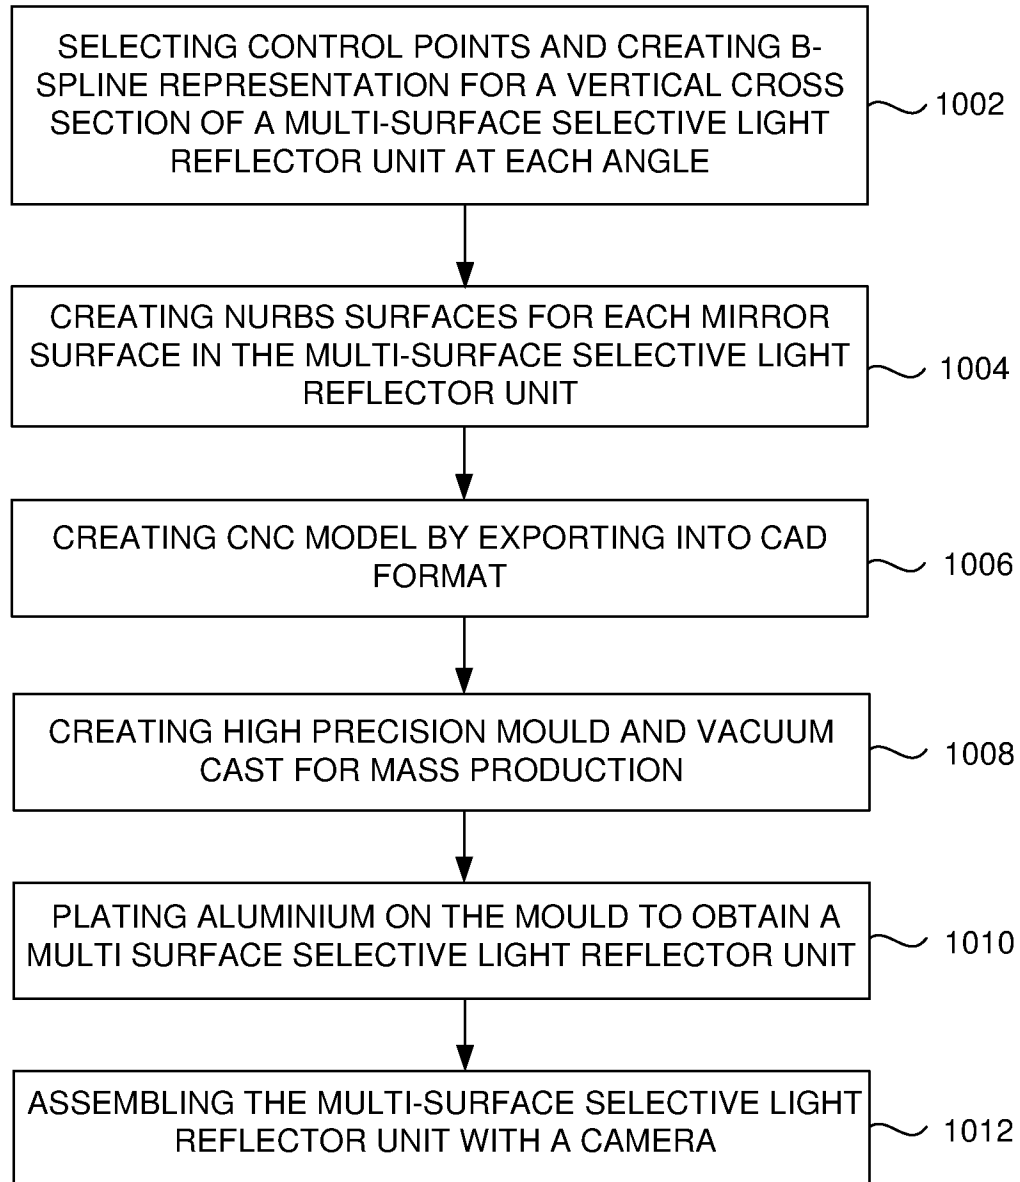 SELECTING CONTROL POINTS AND CREATING B-
SPLINE REPRESENTATION FOR A VERTICAL CROSS
SECTION OF A MULTI-SURFACE SELECTIVE LIGHT
REFLECTOR UNIT AT EACH ANGLE
1002
CREATING NURBS SURFACES FOR EACH MIRROR
SURFACE IN THE MULTI-SURFACE SELECTIVE LIGHT
REFLECTOR UNIT
1004
CREATING CNC MODEL BY EXPORTING INTO CAD
FORMAT
1006
CREATING HIGH PRECISION MOULD AND VACUUM
CAST FOR MASS PRODUCTION
1008
PLATING ALUMINIUM ON THE MOULD TO OBTAIN A
MULTI SURFACE SELECTIVE LIGHT REFLECTOR UNIT
1010
ASSEMBLING THE MULTI-SURFACE SELECTIVE LIGHT
REFLECTOR UNIT WITH A CAMERA
1012